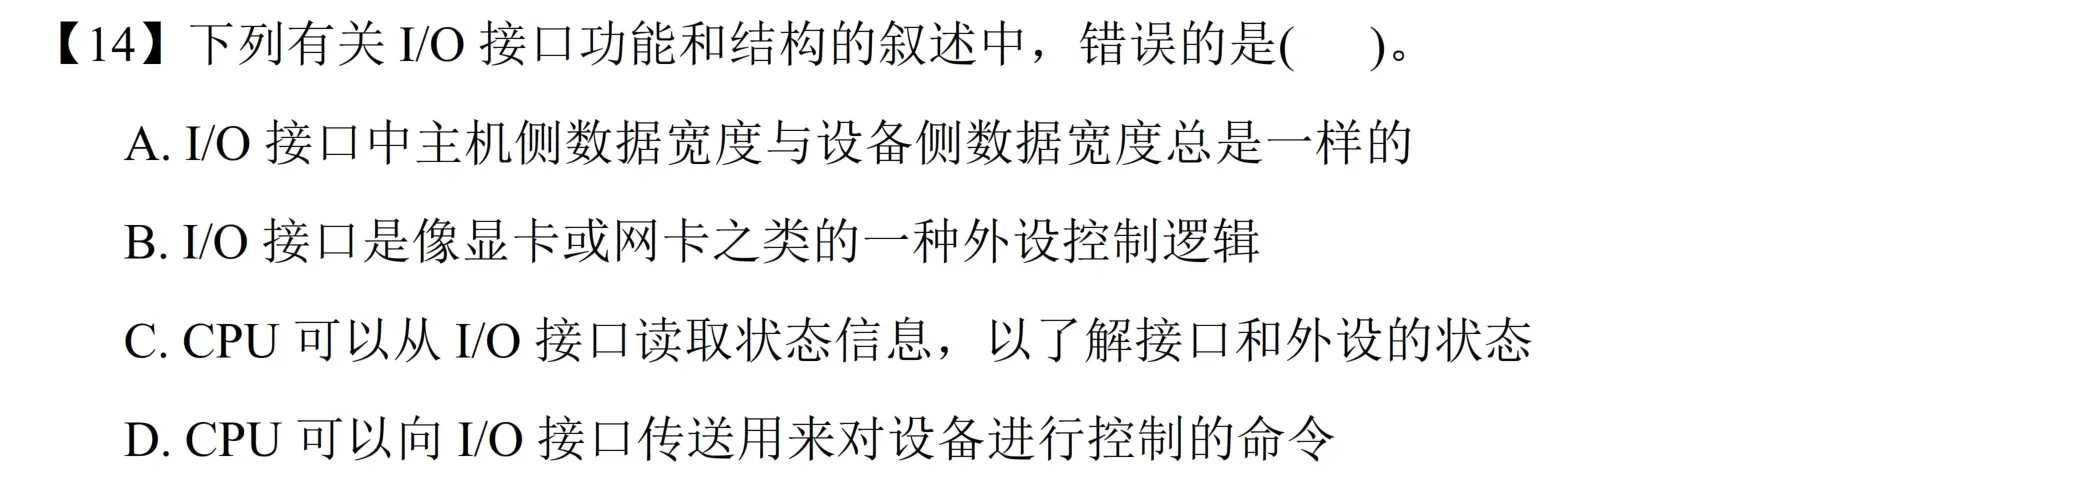 【14】下列有关 I/O 接口功能和结构的叙述中，错误的是(    )。
A. I/O 接口中主机侧数据宽度与设备侧数据宽度总是一样的
B. I/O 接口是像显卡或网卡之类的一种外设控制逻辑
C. CPU 可以从 I/O 接口读取状态信息，以了解接口和外设的状态
D. CPU 可以向 I/O 接口传送用来对设备进行控制的命令